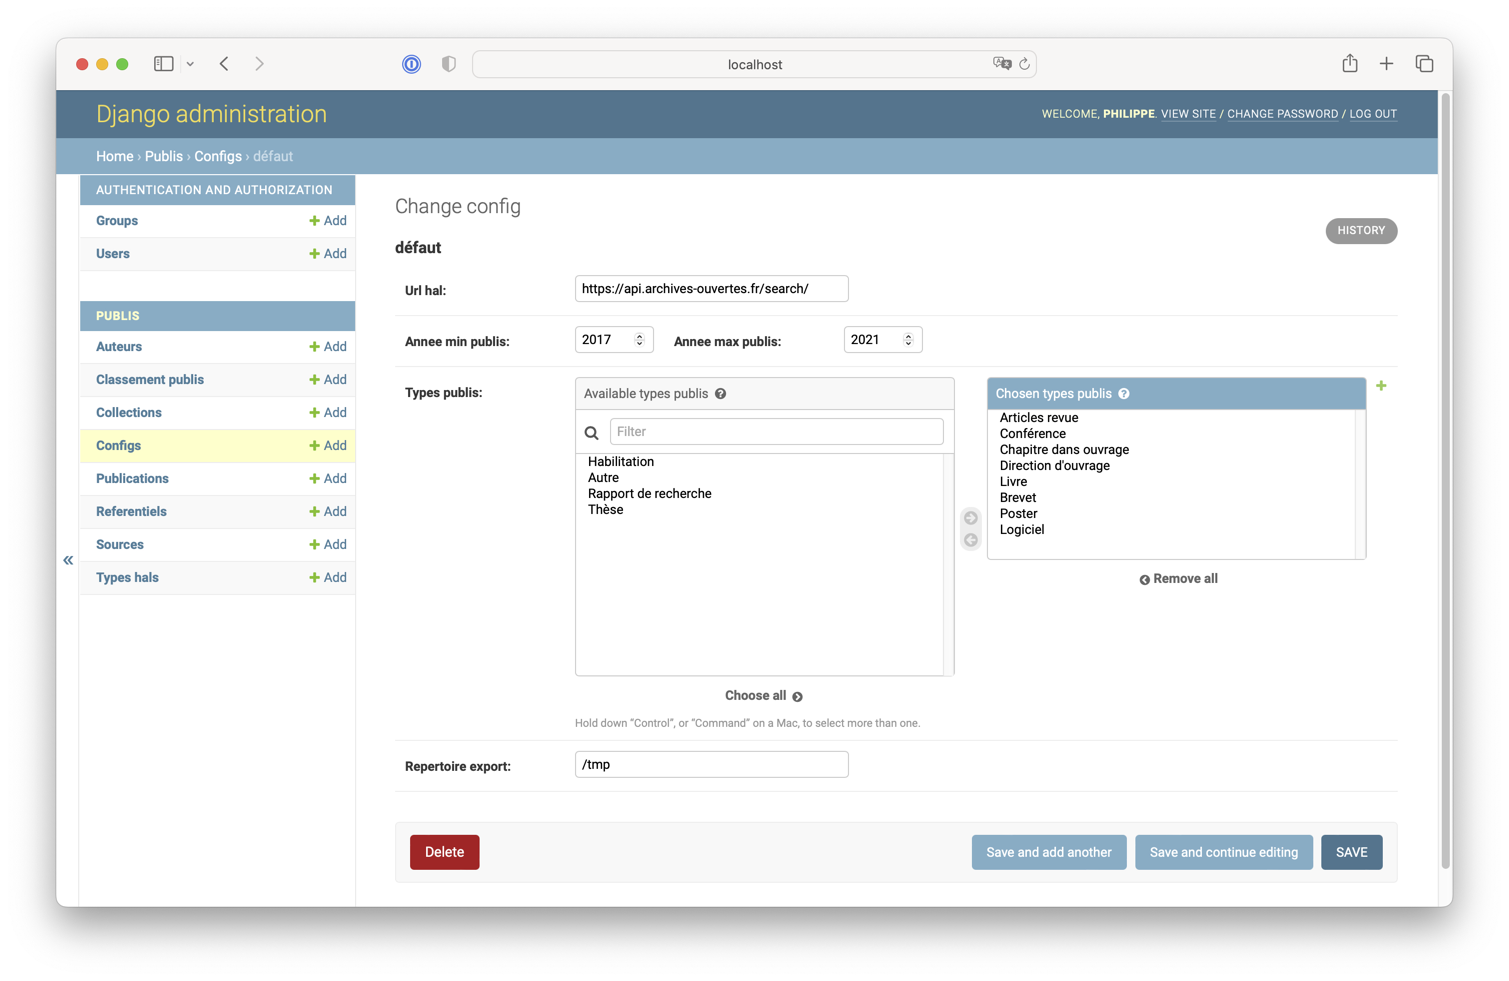 localhost
Django administration
WELCOME, PHILIPPE. VIEW SITE / CHANGE PASSWORD / LOG OUT
Home › Publis › Configs › défaut
AUTHENTICATION AND AUTHORIZATION
Groups + Add
Users + Add
PUBLIS
Auteurs + Add
Classement publis + Add
Collections + Add
Configs + Add
Publications + Add
Referentiels + Add
Sources + Add
Types hals + Add
«
Change config
HISTORY
défaut
Url hal: https://api.archives-ouvertes.fr/search/
Annee min publis: 2017 Annee max publis: 2021
Types publis:
Available types publis ?
Filter
Habilitation
Autre
Rapport de recherche
Thèse
Choose all
Chosen types publis ?
Articles revue
Conférence
Chapitre dans ouvrage
Direction d'ouvrage
Livre
Brevet
Poster
Logiciel
Remove all
Hold down “Control”, or “Command” on a Mac, to select more than one.
Repertoire export: /tmp
Delete
Save and add another
Save and continue editing
SAVE